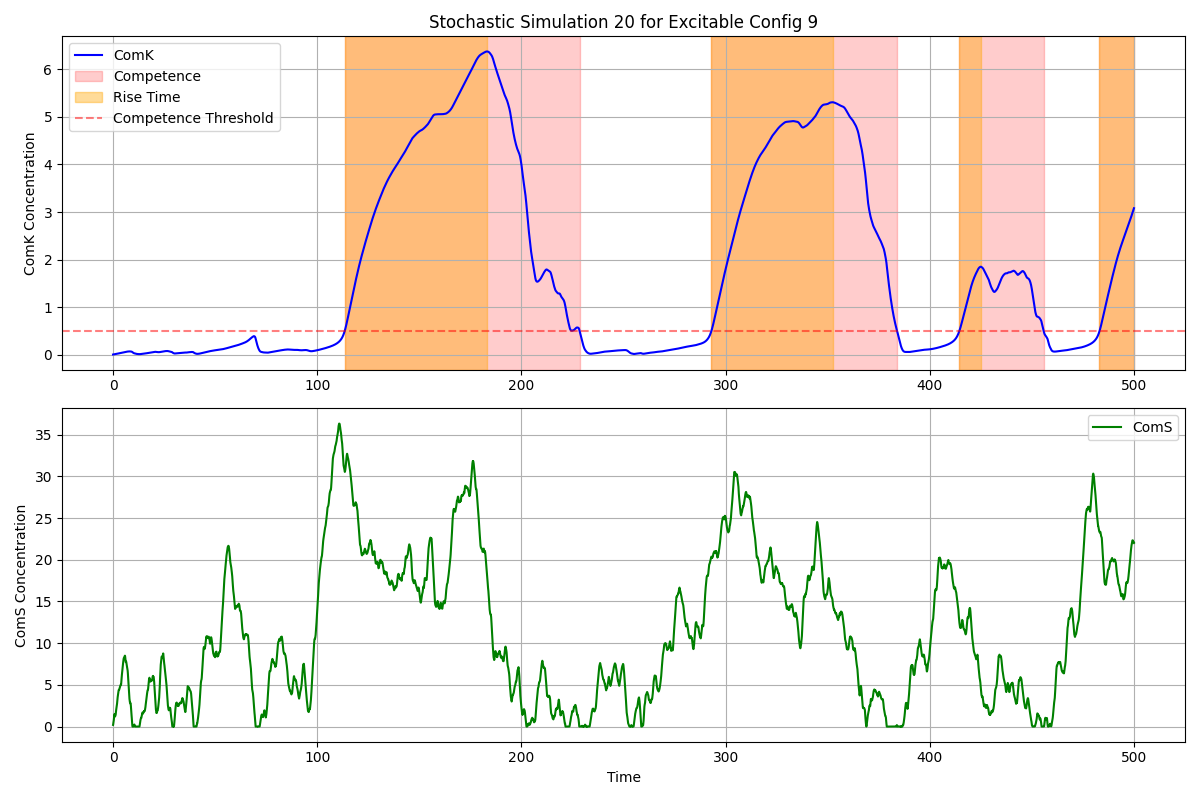 Stochastic Simulation 20 for Excitable Config 9
ComK
Competence
Rise Time
Competence Threshold
ComK Concentration
6
5
4
3
2
1
0
0 100 200 300 400 500
ComS
ComS Concentration
35
30
25
20
15
10
5
0
0 100 200 300 400 500
Time